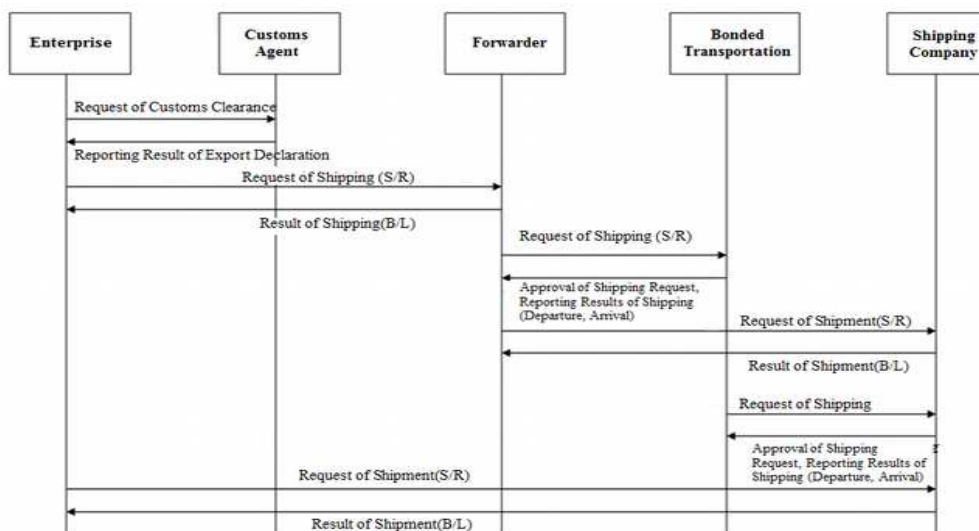 Enterprise
Customs
Agent
Forwarder
Bonded
Transportation
Shipping
Company
Request of Customs Clearance
Reporting Result of Export Declaration
Request of Shipping (S/R)
Result of Shipping(B/L)
Request of Shipping (S/R)
Approval of Shipping Request,
Reporting Results of Shipping
(Departure, Arrival)
Request of Shipment(S/R)
Result of Shipment(B/L)
Request of Shipping
Approval of Shipping
Request, Reporting Results of
Shipping (Departure, Arrival)
Request of Shipment(S/R)
Result of Shipment(B/L)